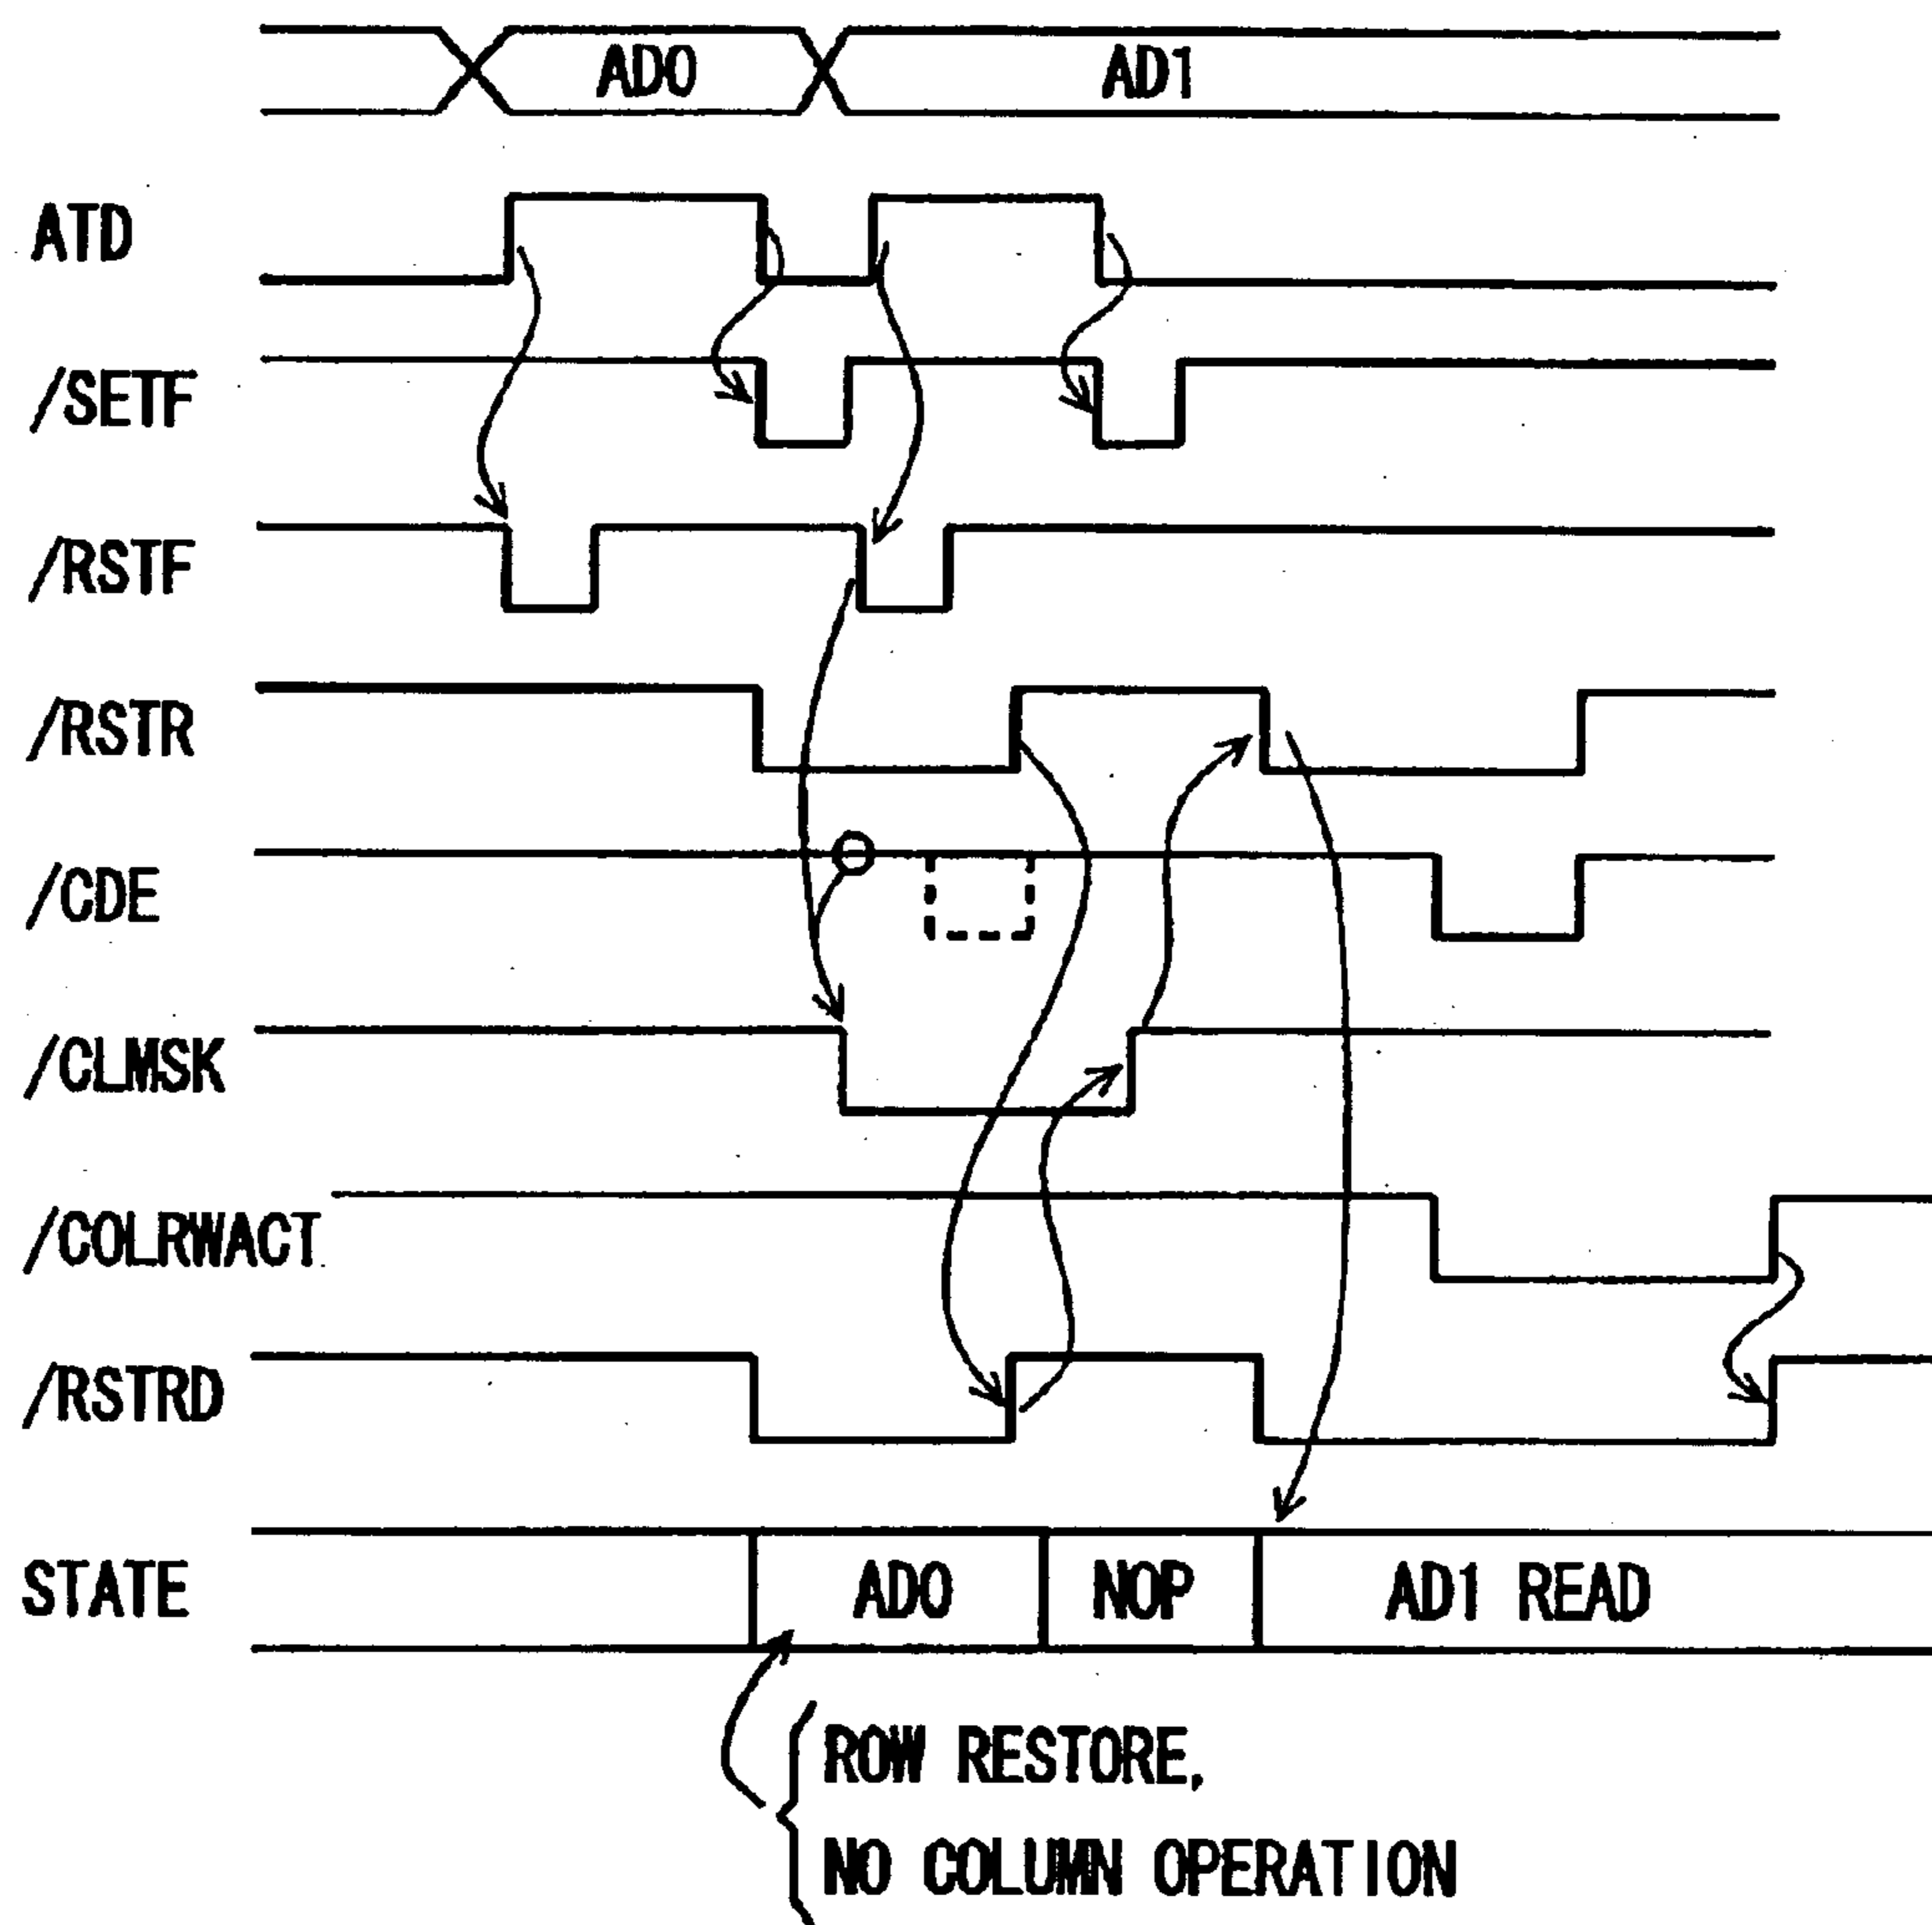 AD0 AD1
ATD
/SETF
/RSTF
/RSTR
/CDE
/CLMSK
/COLRWACT
/RSTRD
STATE AD0 NOP AD1 READ
ROW RESTORE,
NO COLUMN OPERATION